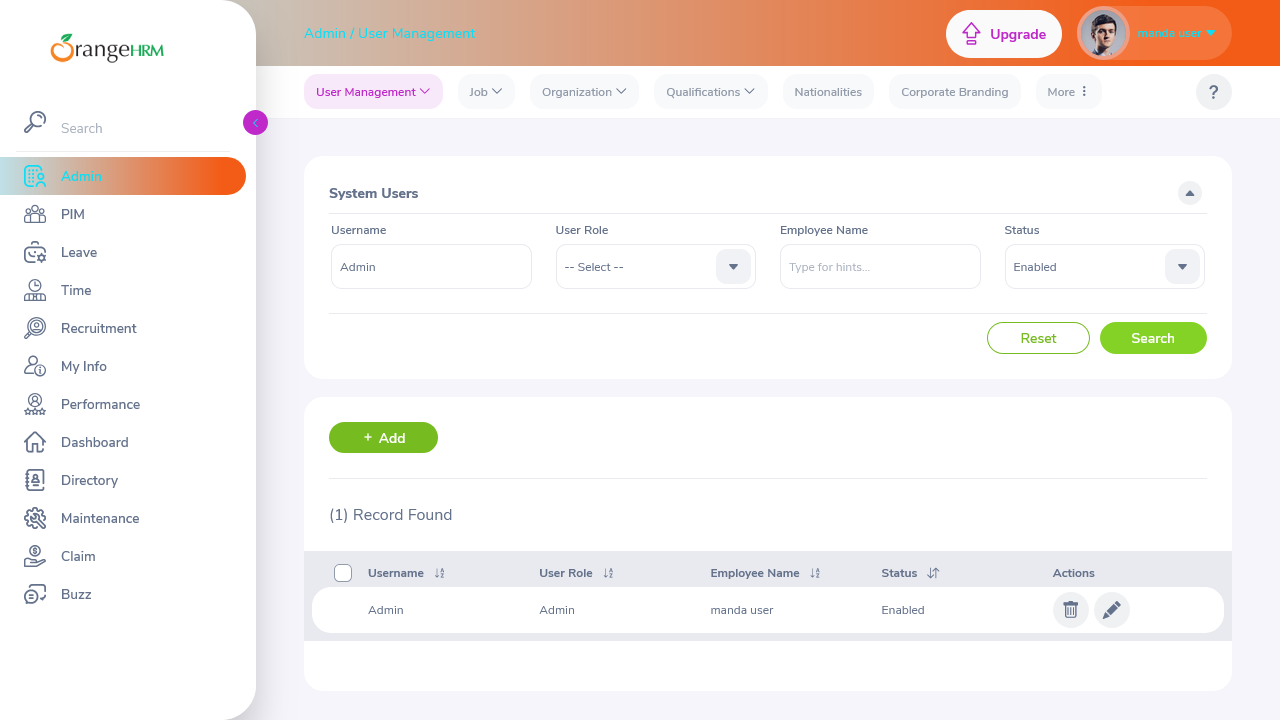 OrangeHRM
Search
Admin
PIM
Leave
Time
Recruitment
My Info
Performance
Dashboard
Directory
Maintenance
Claim
Buzz
Admin / User Management
Upgrade
manda user
User Management
Job
Organization
Qualifications
Nationalities
Corporate Branding
More
?
System Users
Username
User Role
Employee Name
Status
Admin
-- Select --
Type for hints...
Enabled
Reset
Search
+ Add
(1) Record Found
Username
User Role
Employee Name
Status
Actions
Admin
Admin
manda user
Enabled